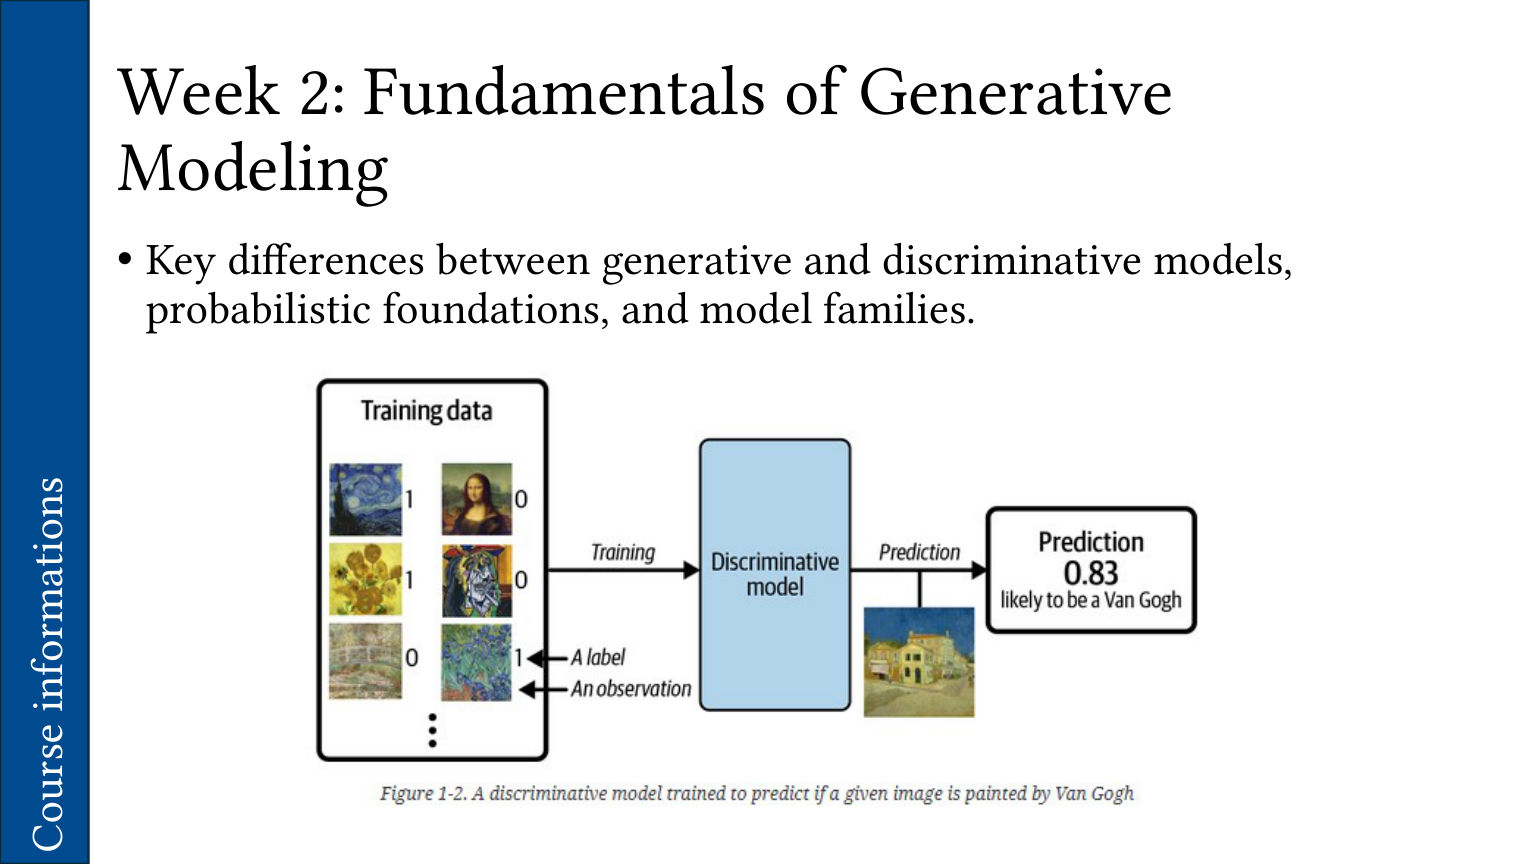 Course informations
Week 2: Fundamentals of Generative
Modeling
• Key differences between generative and discriminative models,
probabilistic foundations, and model families.
Training data
1
0
1
0
0
1
A label
An observation
Training
Discriminative
model
Prediction
Prediction
0.83
likely to be a Van Gogh
Figure 1-2. A discriminative model trained to predict if a given image is painted by Van Gogh